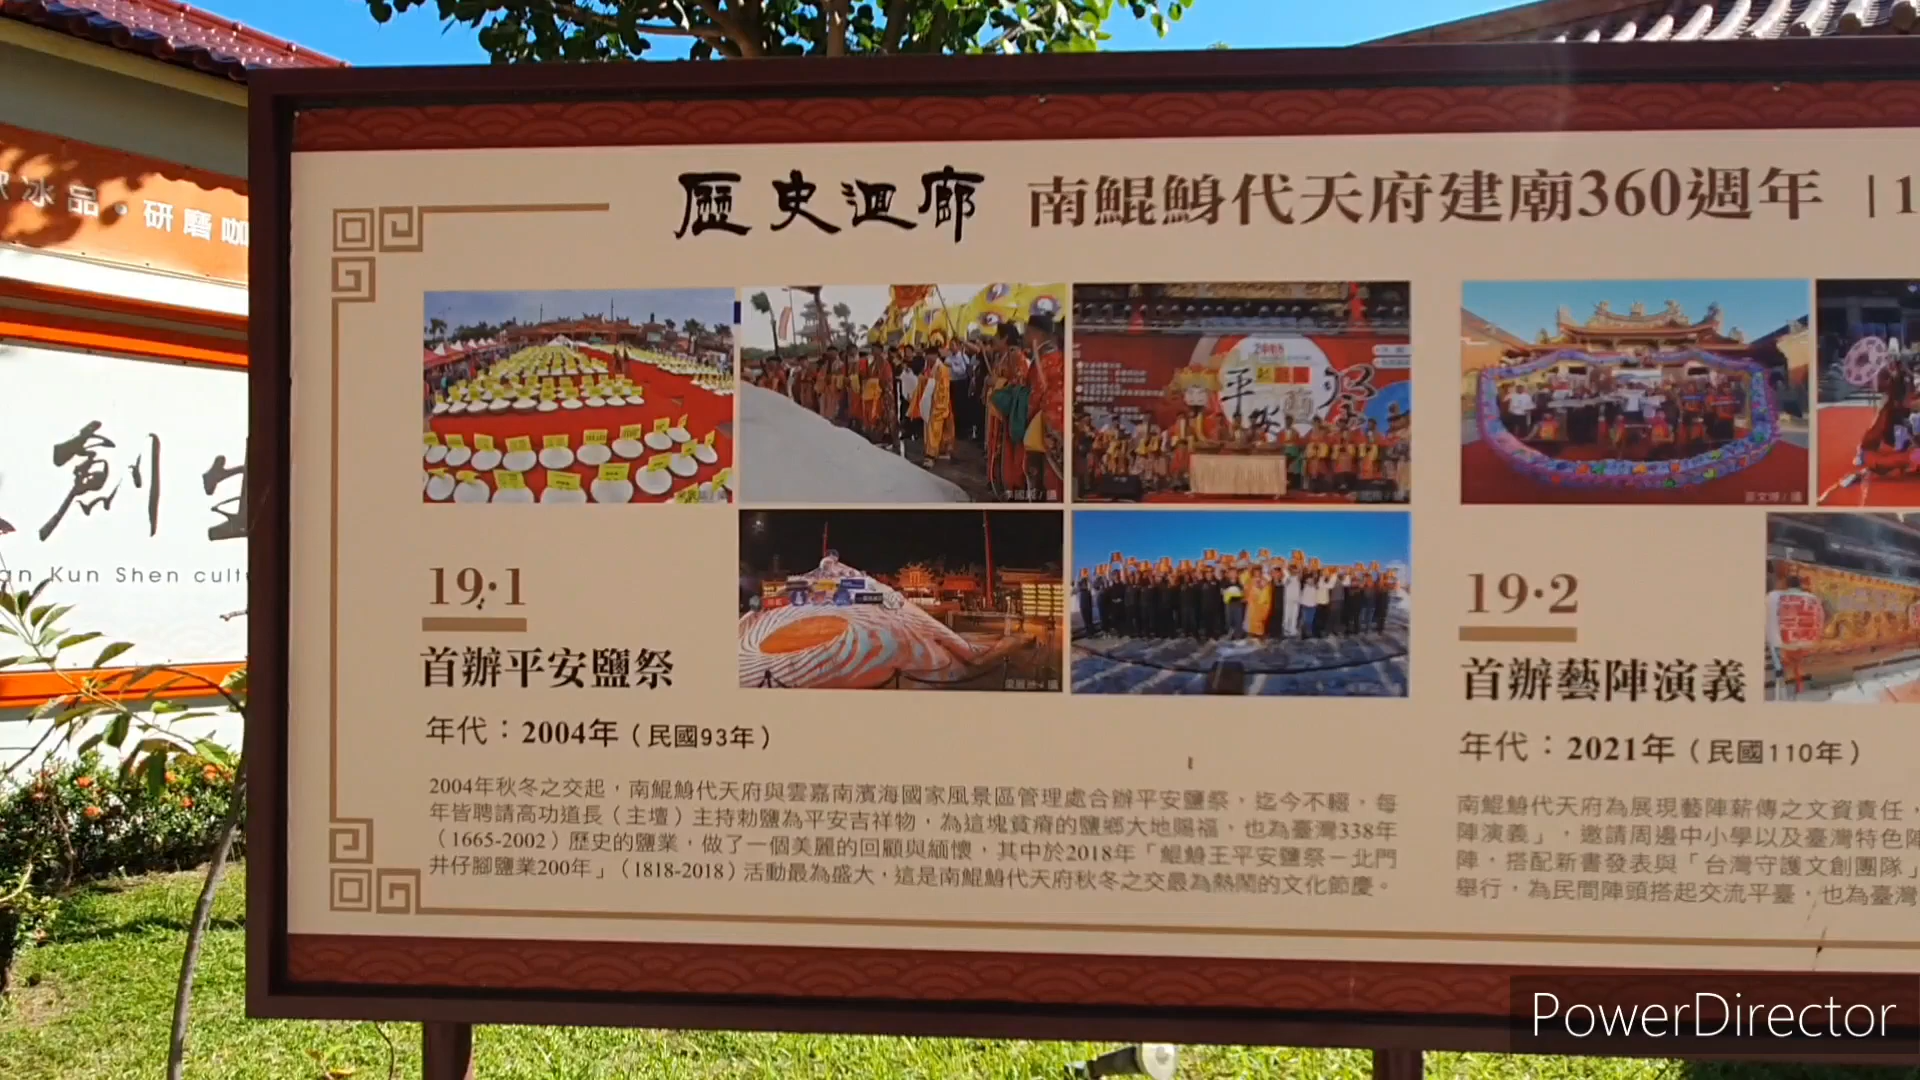 歷史迴廊 南鯤鯓代天府建廟360週年 | 1
冰品·研磨咖
創生
an Kun Shen cult
19·1
首辦平安鹽祭
年代：2004年（民國93年）
2004年秋冬之交起，南鯤鯓代天府與雲嘉南濱海國家風景區管理處合辦平安鹽祭，迄今不輟，每
年皆聘請高功道長（主壇）主持勅鹽為平安吉祥物，為這塊貧瘠的鹽鄉大地賜福，也為臺灣338年
（1665-2002）歷史的鹽業，做了一個美麗的回顧與緬懷，其中於2018年「鯤鯓王平安鹽祭－北門
井仔腳鹽業200年」（1818-2018）活動最為盛大，這是南鯤鯓代天府秋冬之交最為熱鬧的文化節慶。
19·2
首辦藝陣演義
年代：2021年（民國110年）
南鯤鯓代天府為展現藝陣薪傳之文資責任，
陣演義」，邀請周邊中小學以及臺灣特色陣
陣，搭配新書發表與「台灣守護文創團隊」
舉行，為民間陣頭搭起交流平臺，也為臺灣
PowerDirector